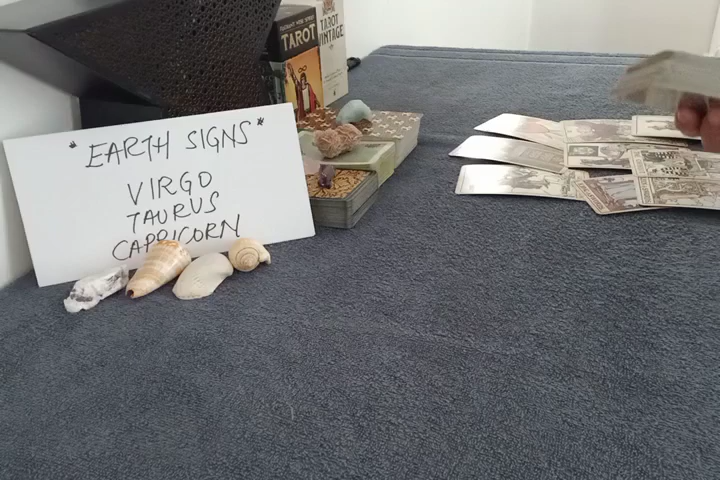 * EARTH SIGNS *
VIRGO
TAURUS
CAPRICORN
TAROT
TAROT
VINTAGE